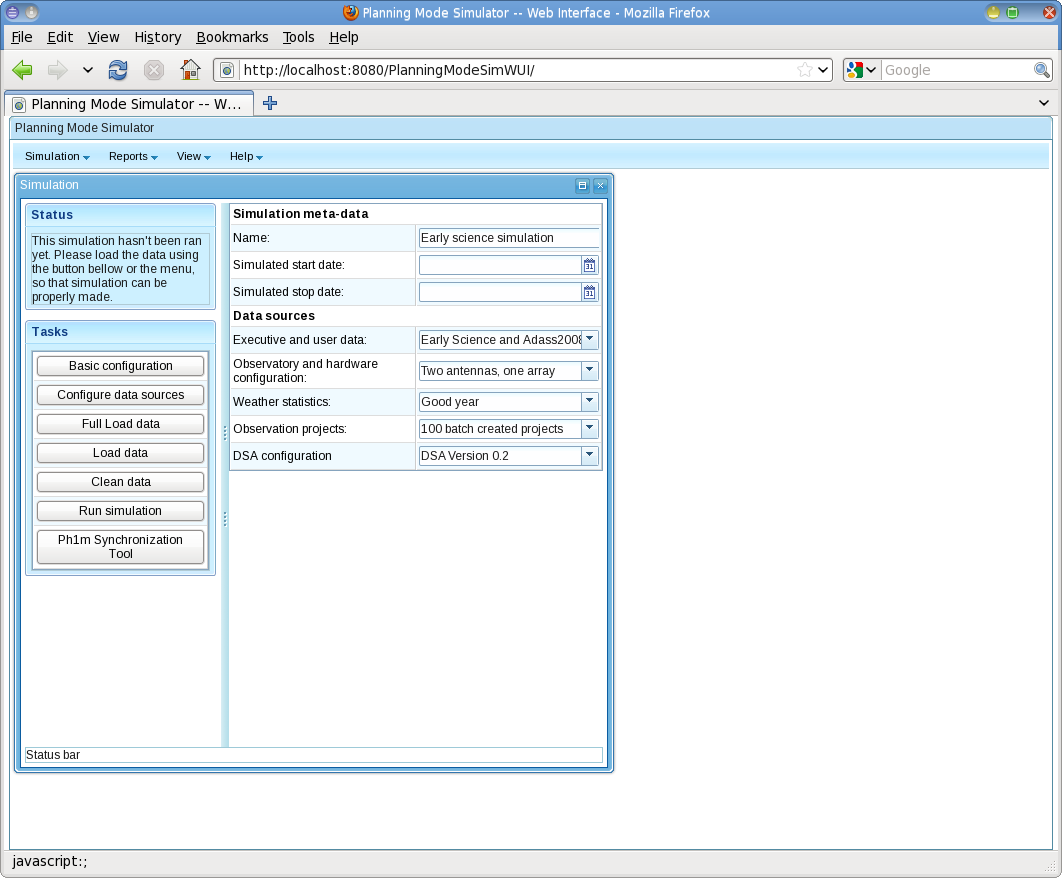 Planning Mode Simulator -- Web Interface - Mozilla Firefox
File Edit View History Bookmarks Tools Help
http://localhost:8080/PlanningModeSimWUI/
Google
Planning Mode Simulator -- W...
Planning Mode Simulator
Simulation Reports View Help
Simulation
Status
This simulation hasn't been ran
yet. Please load the data using
the button bellow or the menu,
so that simulation can be
properly made.
Tasks
Basic configuration
Configure data sources
Full Load data
Load data
Clean data
Run simulation
Ph1m Synchronization
Tool
Simulation meta-data
Name: Early science simulation
Simulated start date: 31
Simulated stop date: 31
Data sources
Executive and user data: Early Science and Adass2008
Observatory and hardware
configuration: Two antennas, one array
Weather statistics: Good year
Observation projects: 100 batch created projects
DSA configuration DSA Version 0.2
Status bar
javascript:;